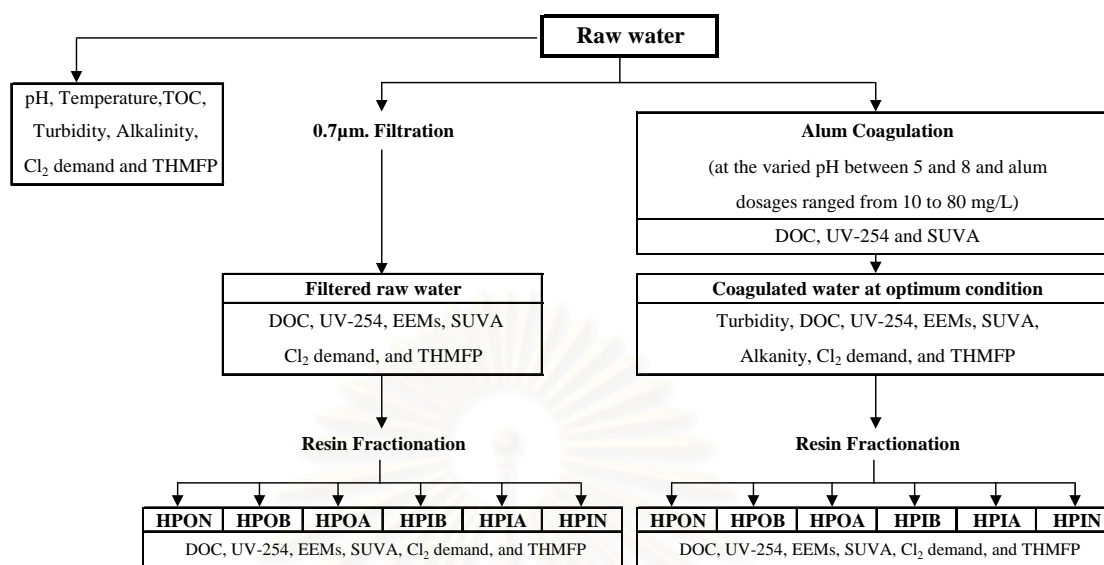 Raw water
pH, Temperature,TOC,
Turbidity, Alkalinity,
Cl₂ demand and THMFP
0.7µm. Filtration
Alum Coagulation
(at the varied pH between 5 and 8 and alum
dosages ranged from 10 to 80 mg/L)
DOC, UV-254 and SUVA
Filtered raw water
DOC, UV-254, EEMs, SUVA
Cl₂ demand, and THMFP
Coagulated water at optimum condition
Turbidity, DOC, UV-254, EEMs, SUVA,
Alkanity, Cl₂ demand, and THMFP
Resin Fractionation
Resin Fractionation
HPON HPOB HPOA HPIB HPIA HPIN
DOC, UV-254, EEMs, SUVA, Cl₂ demand, and THMFP
HPON HPOB HPOA HPIB HPIA HPIN
DOC, UV-254, EEMs, SUVA, Cl₂ demand, and THMFP